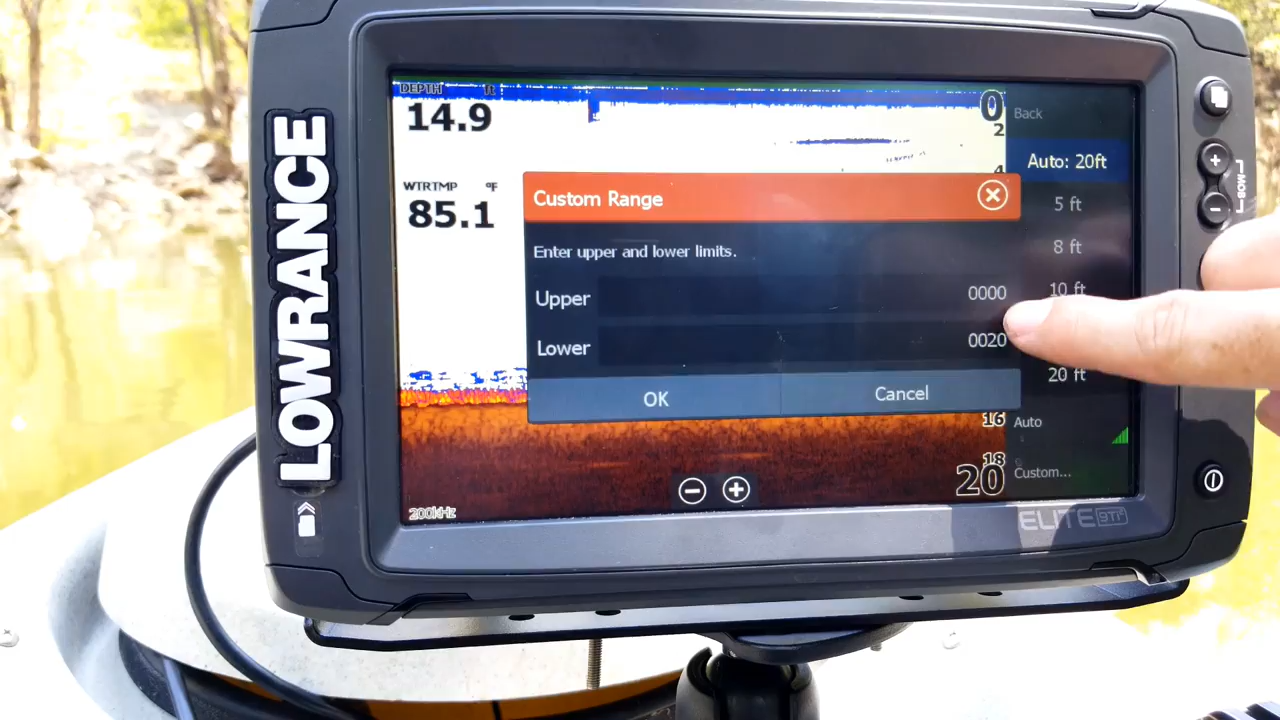 LOWRANCE
DEPTH ft
14.9
WTRTMP °F
85.1
200kHz
0
2
4
16
18
20
Custom Range
Enter upper and lower limits.
Upper 0000
Lower 0020
OK Cancel
Back
Auto: 20ft
5 ft
8 ft
10 ft
20 ft
Auto
Custom...
MOB
ELITE 9Ti²